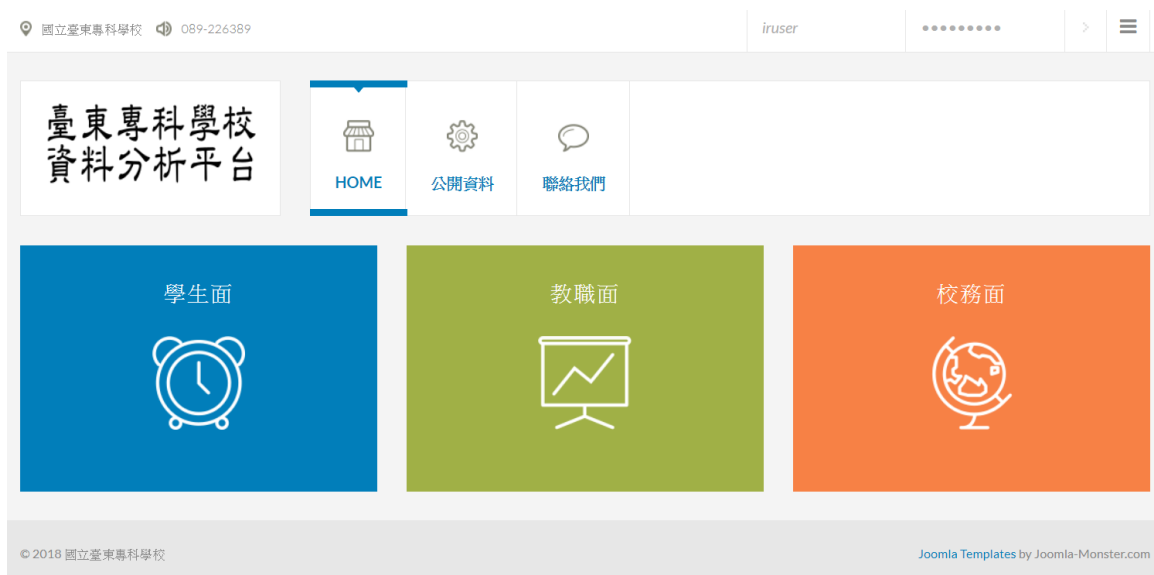 國立臺東專科學校 089-226389 iruser
臺東專科學校
資料分析平台
HOME 公開資料 聯絡我們
學生面 教職面 校務面
© 2018 國立臺東專科學校 Joomla Templates by Joomla-Monster.com